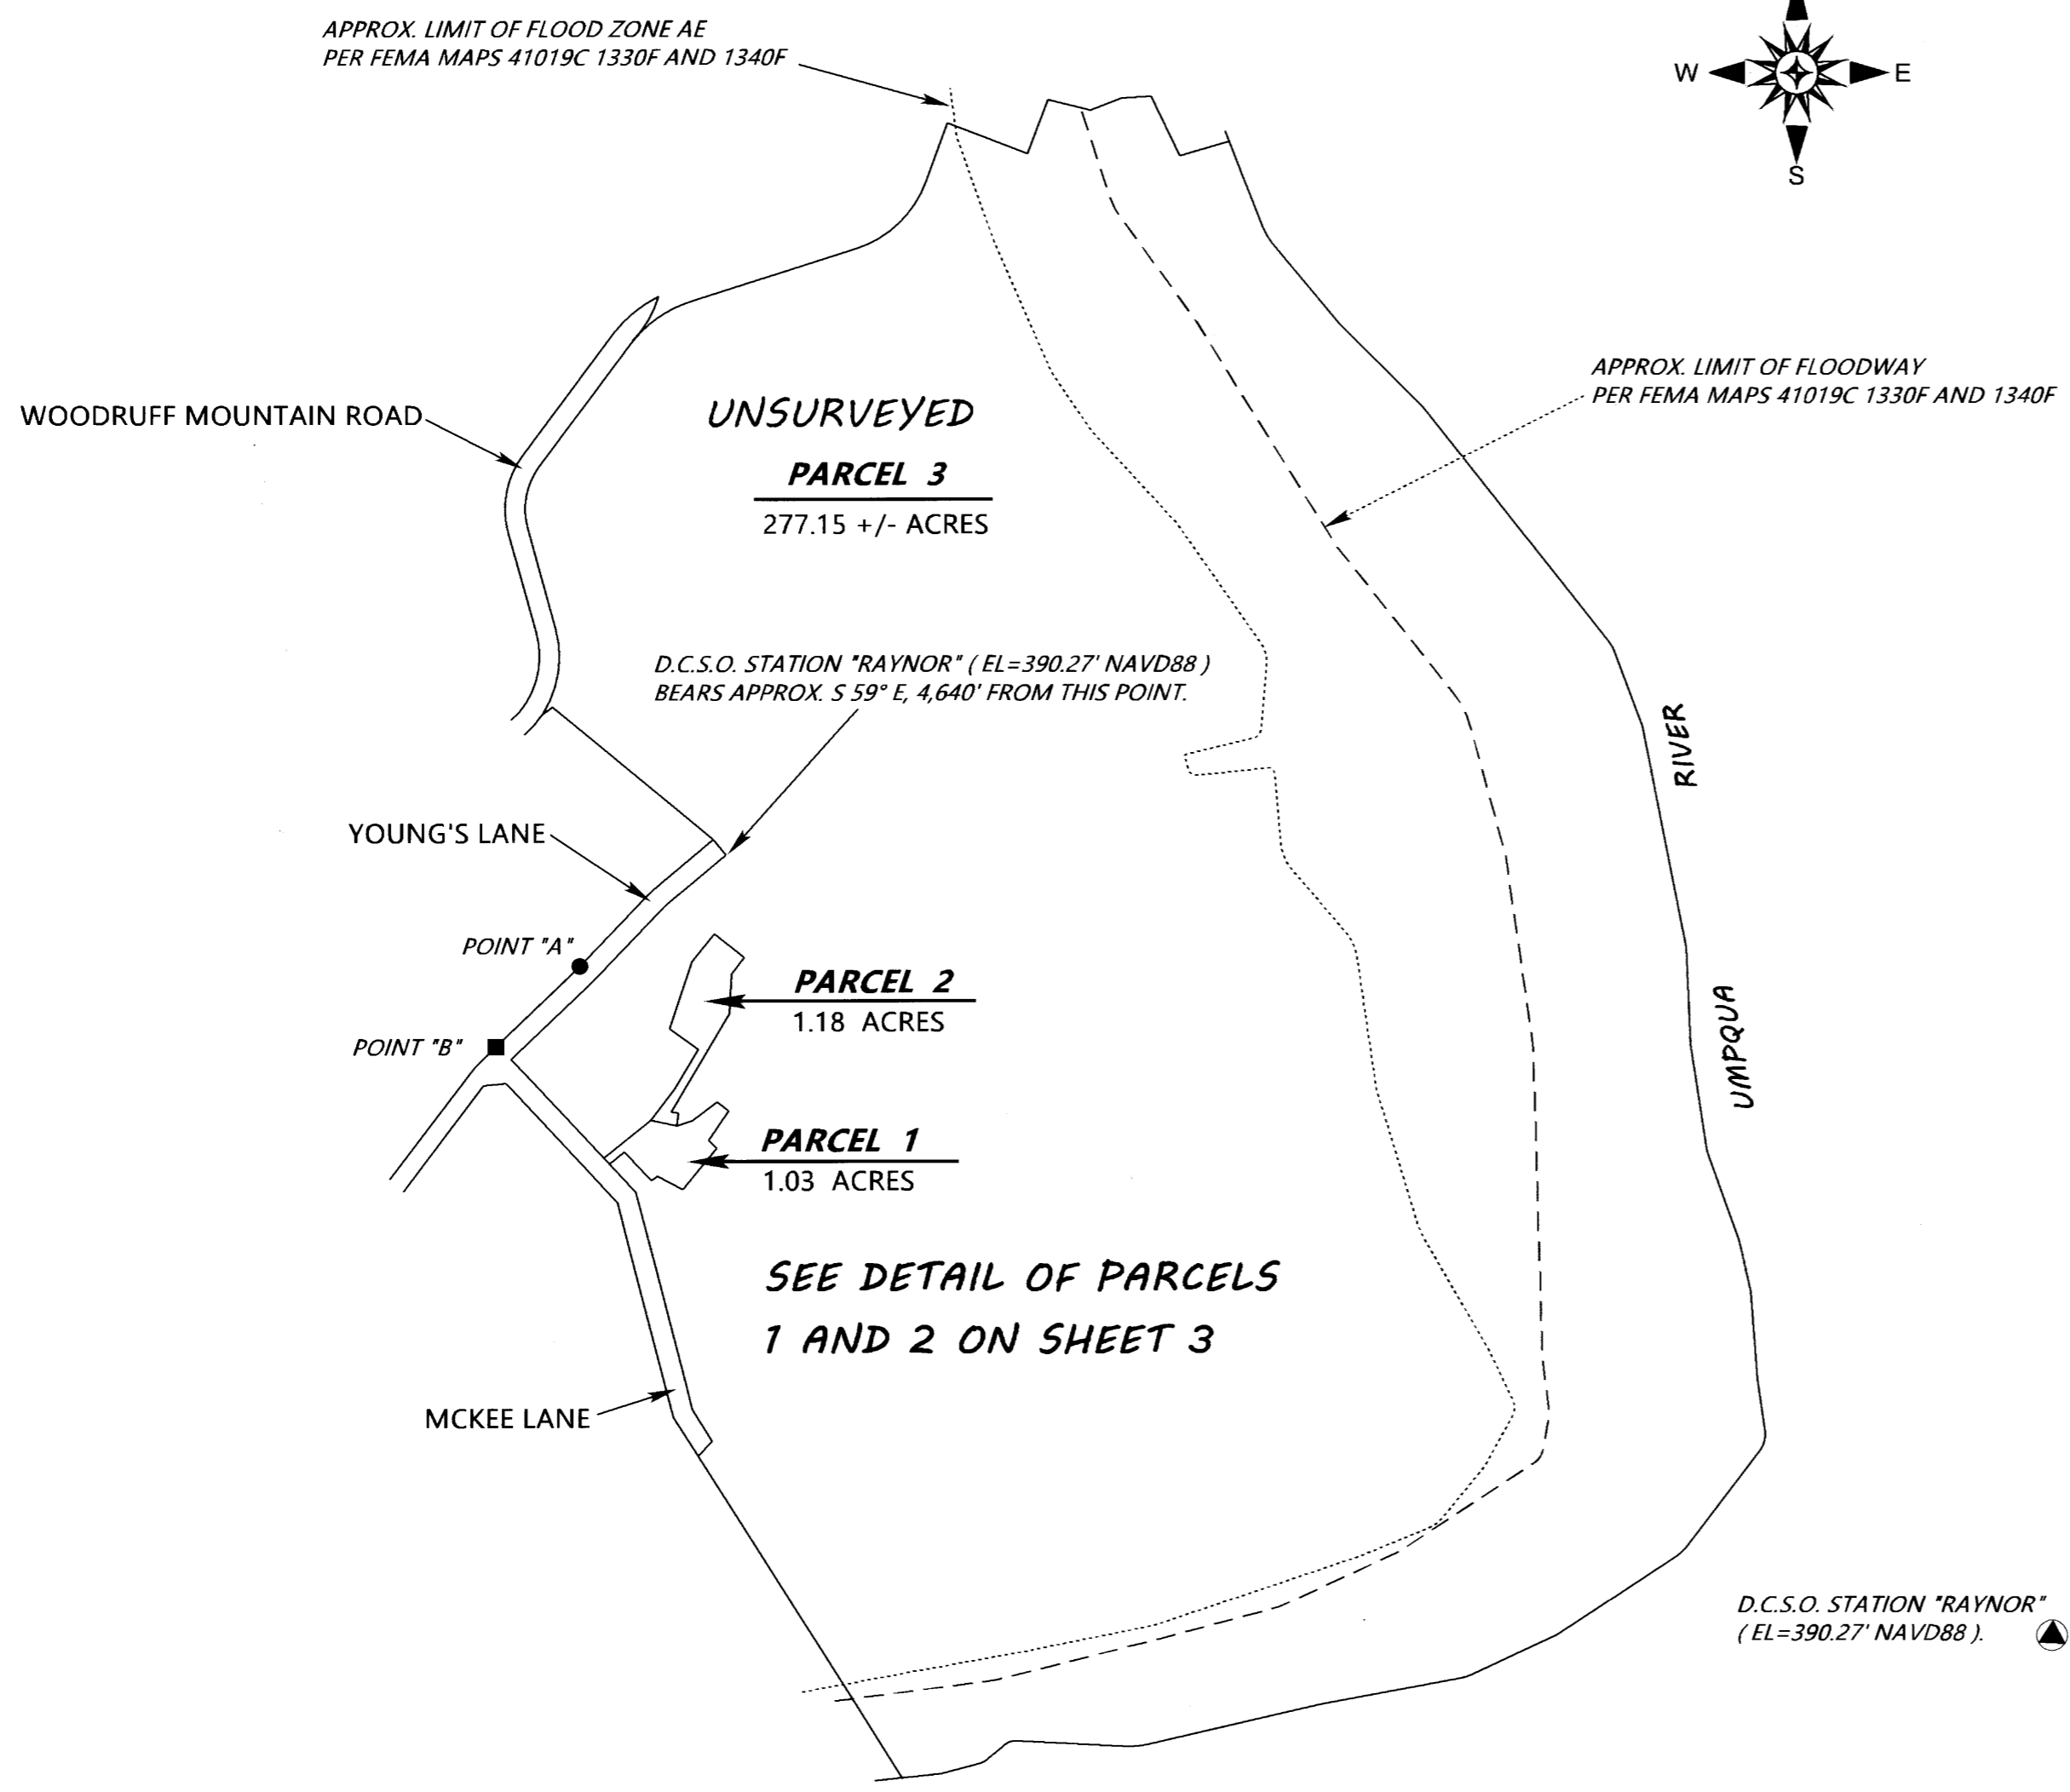 APPROX. LIMIT OF FLOOD ZONE AE
PER FEMA MAPS 41019C 1330F AND 1340F
W
E
S
APPROX. LIMIT OF FLOODWAY
PER FEMA MAPS 41019C 1330F AND 1340F
WOODRUFF MOUNTAIN ROAD
UNSURVEYED
PARCEL 3
277.15 +/- ACRES
D.C.S.O. STATION "RAYNOR" ( EL=390.27' NAVD88 )
BEARS APPROX. S 59° E, 4,640' FROM THIS POINT.
RIVER
YOUNG'S LANE
POINT "A"
PARCEL 2
1.18 ACRES
UMPQUA
POINT "B"
PARCEL 1
1.03 ACRES
SEE DETAIL OF PARCELS
1 AND 2 ON SHEET 3
MCKEE LANE
D.C.S.O. STATION "RAYNOR"
( EL=390.27' NAVD88 ).